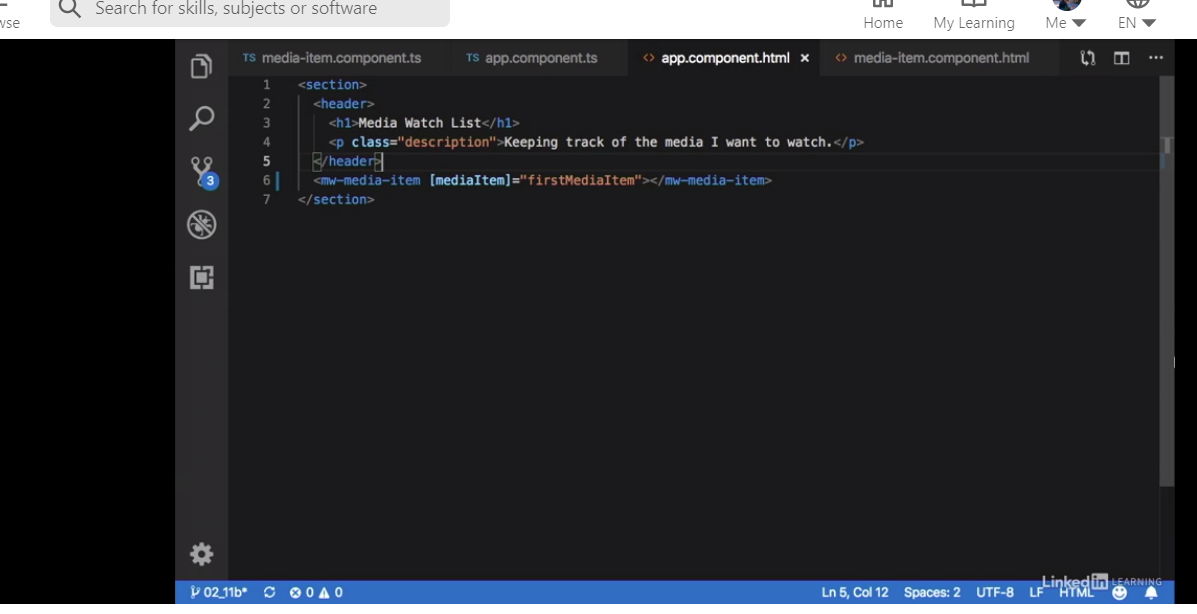 Search for skills, subjects or software
Home My Learning Me EN
TS media-item.component.ts TS app.component.ts <> app.component.html × <> media-item.component.html ...
1 <section>
2 <header>
3 <h1>Media Watch List</h1>
4 <p class="description">Keeping track of the media I want to watch.</p>
5 </header>
6 <mw-media-item [mediaItem]="firstMediaItem"></mw-media-item>
7 </section>
3
02_11b* 0 0 Ln 5, Col 12 Spaces: 2 UTF-8 LF HTML
Linked in LEARNING